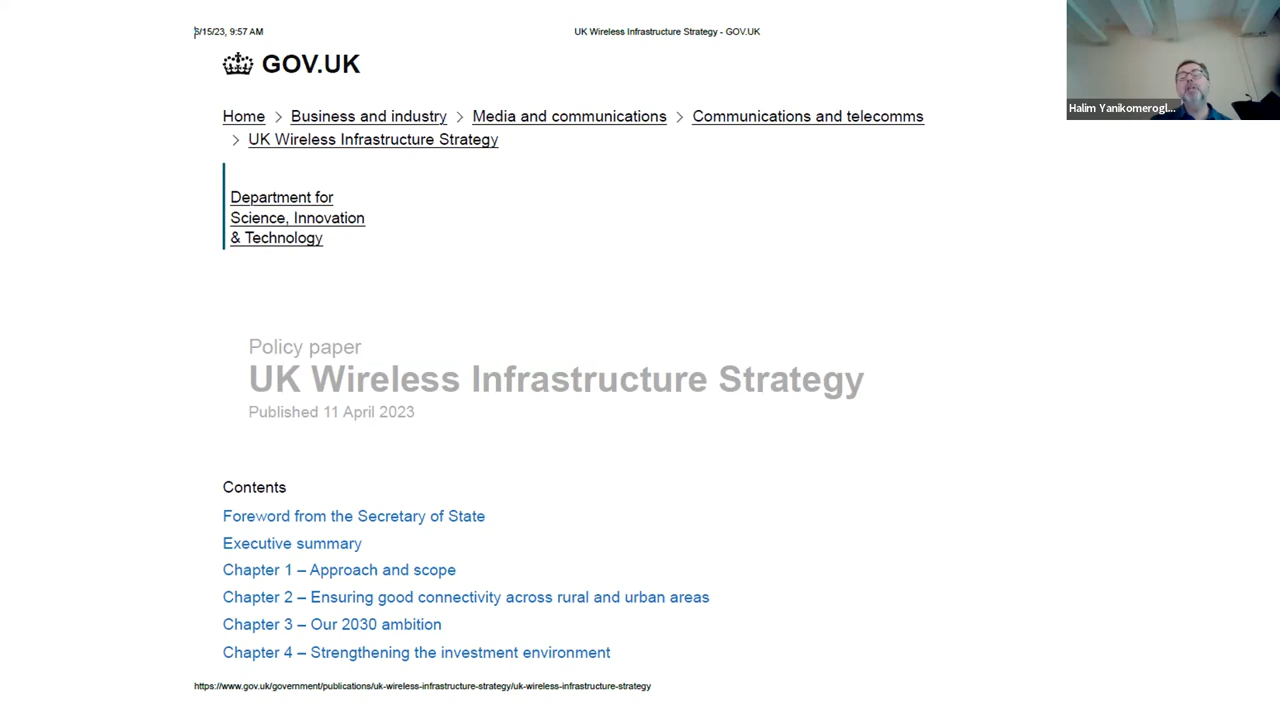 6/15/23, 9:57 AM
UK Wireless Infrastructure Strategy - GOV.UK
GOV.UK
Home > Business and industry > Media and communications > Communications and telecomms
> UK Wireless Infrastructure Strategy
Department for
Science, Innovation
& Technology
Policy paper
UK Wireless Infrastructure Strategy
Published 11 April 2023
Contents
Foreword from the Secretary of State
Executive summary
Chapter 1 – Approach and scope
Chapter 2 – Ensuring good connectivity across rural and urban areas
Chapter 3 – Our 2030 ambition
Chapter 4 – Strengthening the investment environment
https://www.gov.uk/government/publications/uk-wireless-infrastructure-strategy/uk-wireless-infrastructure-strategy
Halim Yanikomerogl...